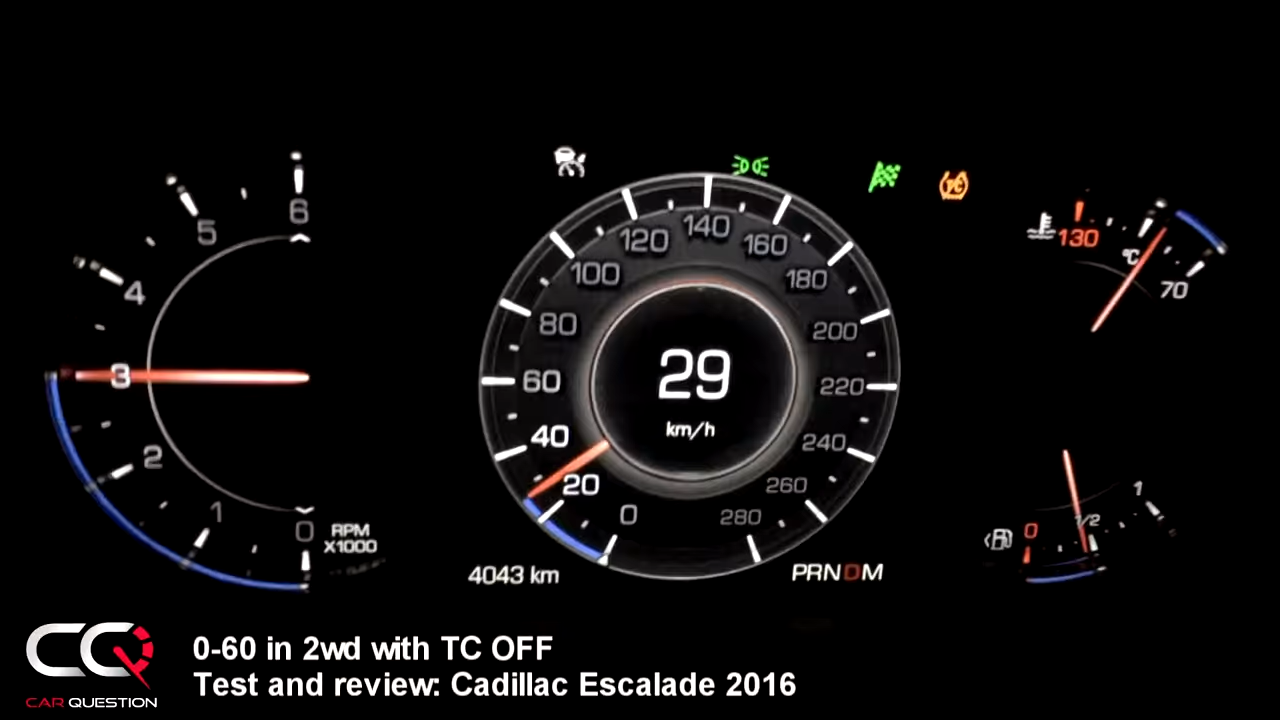 6
5
4
3
2
1
0
RPM
X1000
0
20
40
60
80
100
120
140
160
180
200
220
240
260
280
29
km/h
4043 km
PRNDM
130
°C
70
0
1/2
1
CQ
CAR QUESTION
0-60 in 2wd with TC OFF
Test and review: Cadillac Escalade 2016